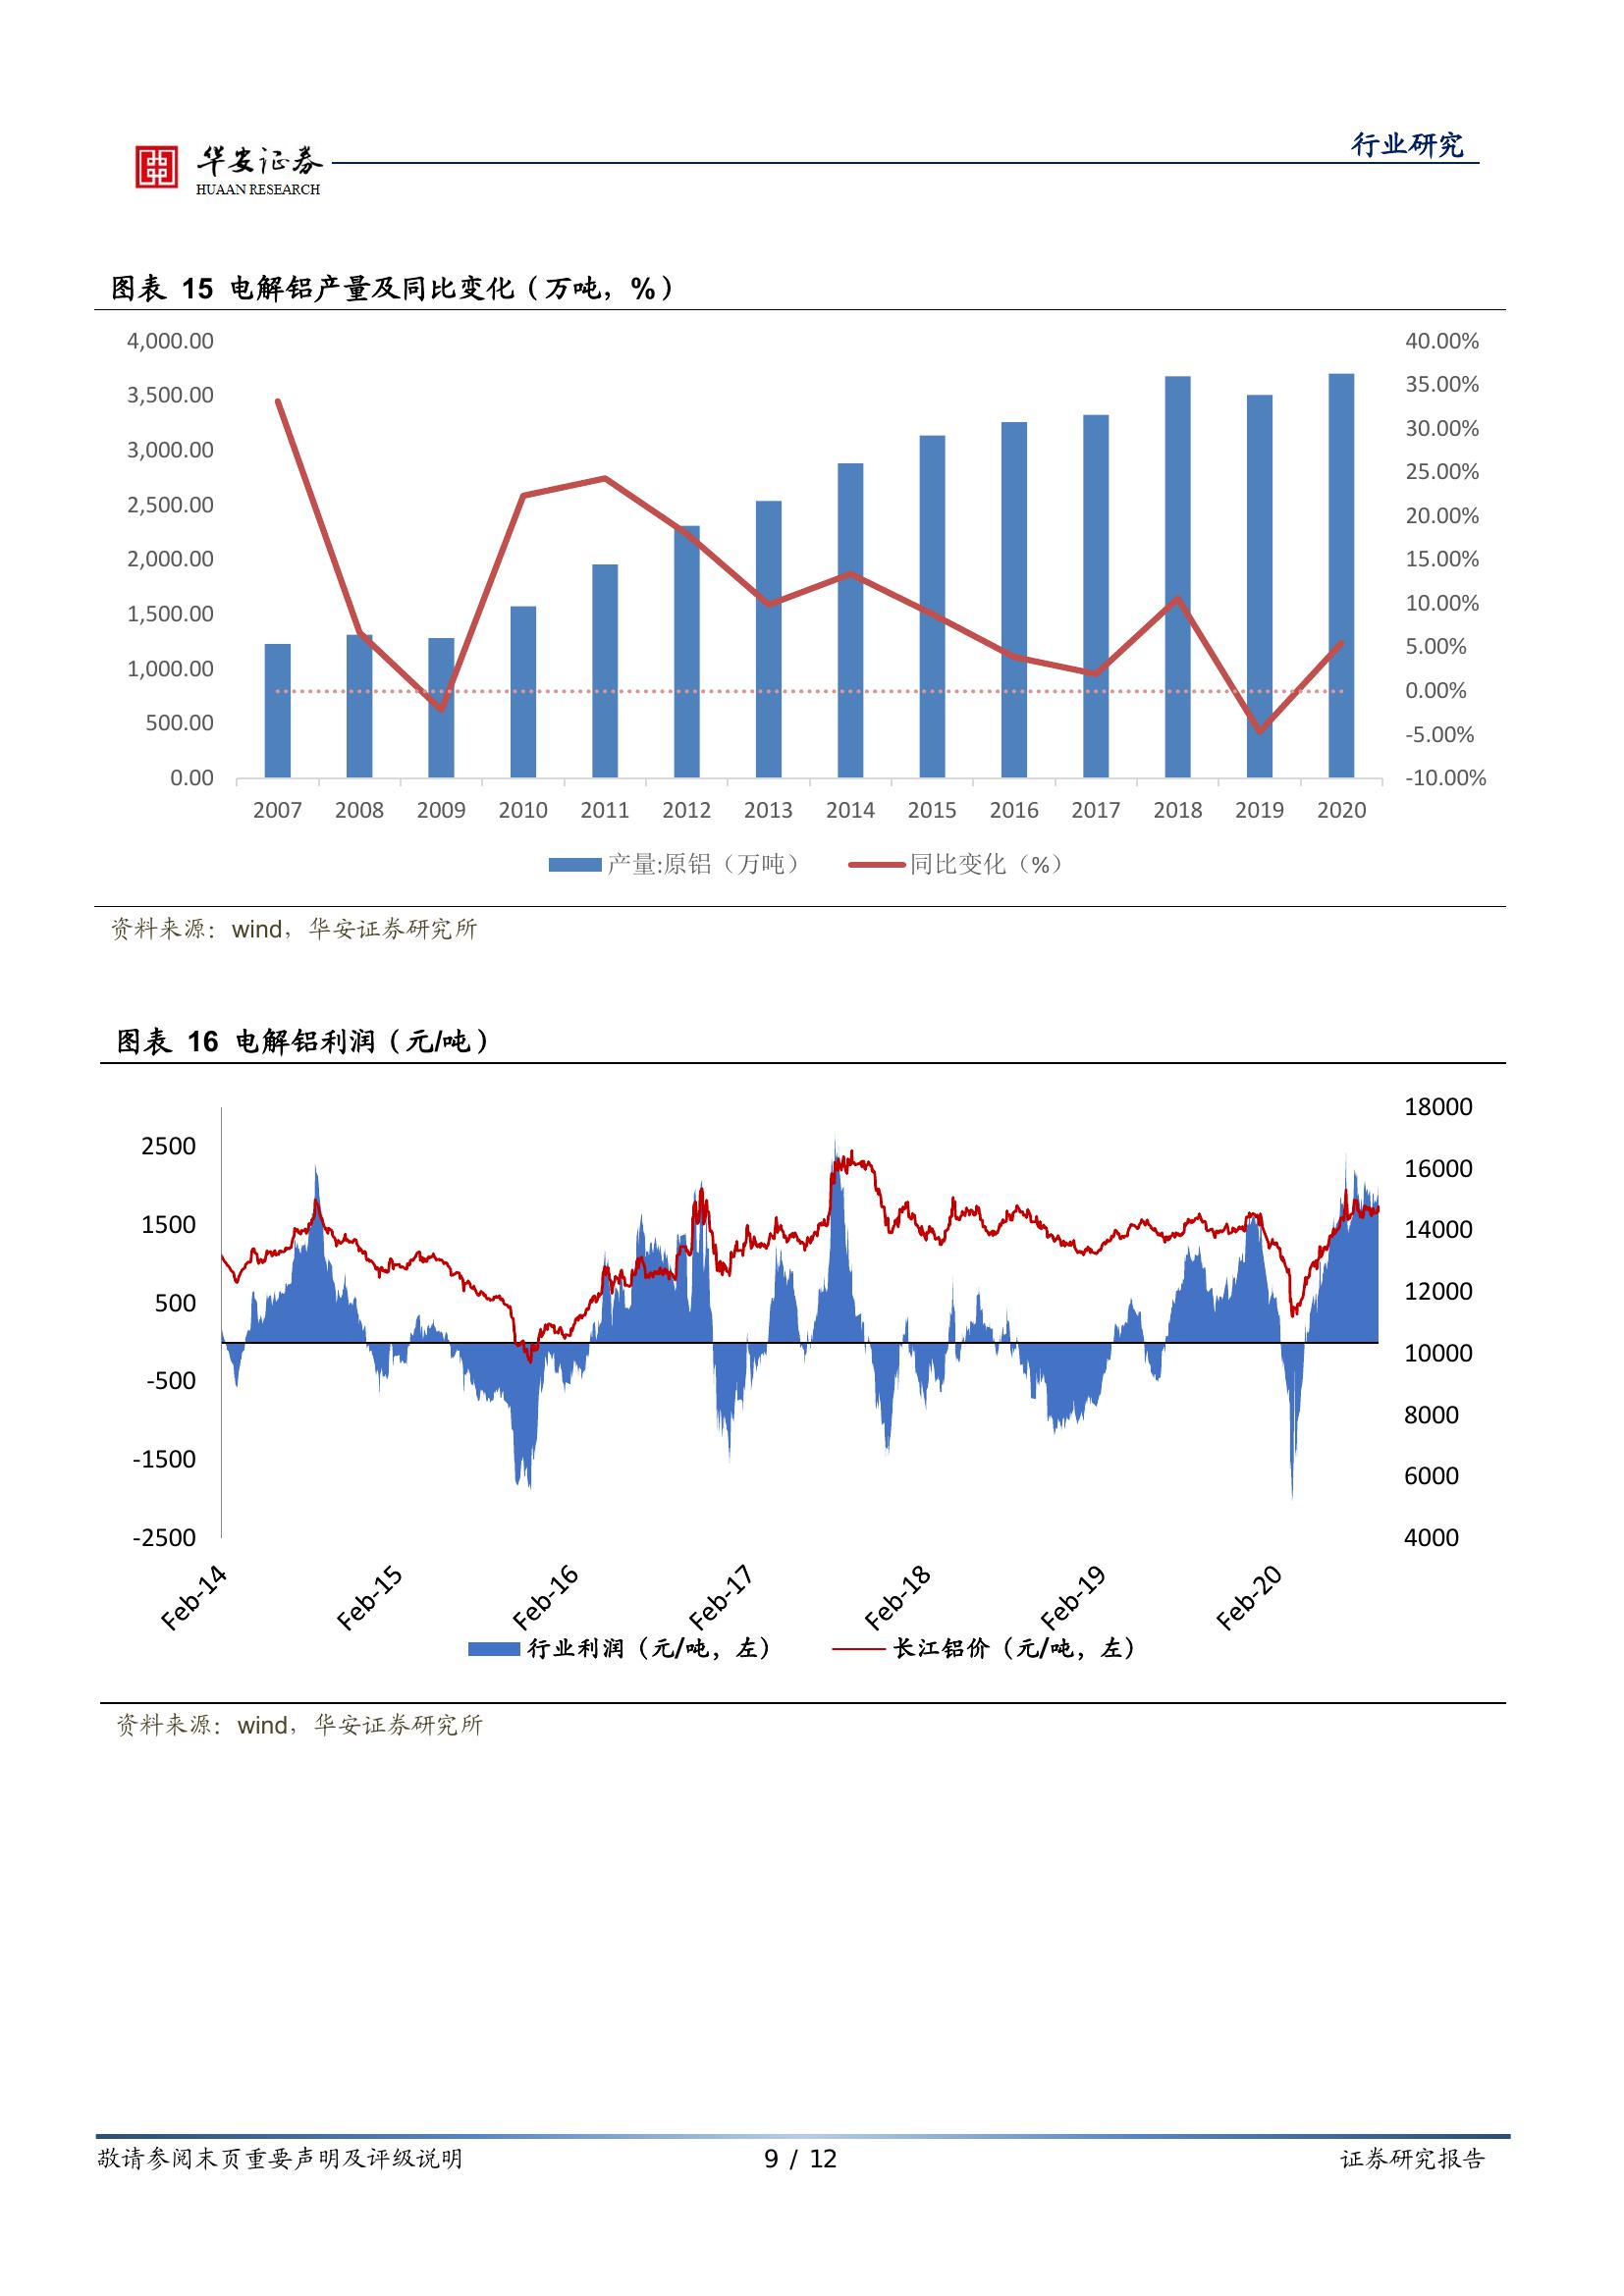 华安证券
HUAAN RESEARCH
行业研究
图表 15 电解铝产量及同比变化（万吨，%）
4,000.00
3,500.00
3,000.00
2,500.00
2,000.00
1,500.00
1,000.00
500.00
0.00
40.00%
35.00%
30.00%
25.00%
20.00%
15.00%
10.00%
5.00%
0.00%
-5.00%
-10.00%
2007 2008 2009 2010 2011 2012 2013 2014 2015 2016 2017 2018 2019 2020
产量:原铝（万吨） 同比变化（%）
资料来源：wind，华安证券研究所
图表 16 电解铝利润（元/吨）
2500
1500
500
-500
-1500
-2500
18000
16000
14000
12000
10000
8000
6000
4000
Feb-14 Feb-15 Feb-16 Feb-17 Feb-18 Feb-19 Feb-20
行业利润（元/吨，左） 长江铝价（元/吨，左）
资料来源：wind，华安证券研究所
敬请参阅末页重要声明及评级说明 9 / 12 证券研究报告